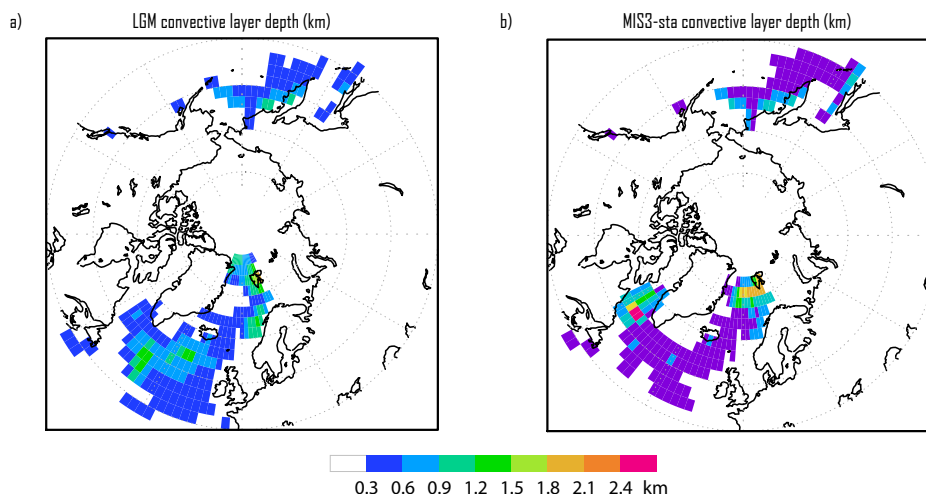 a) LGM convective layer depth (km)
b) MIS3-sta convective layer depth (km)
0.3 0.6 0.9 1.2 1.5 1.8 2.1 2.4 km